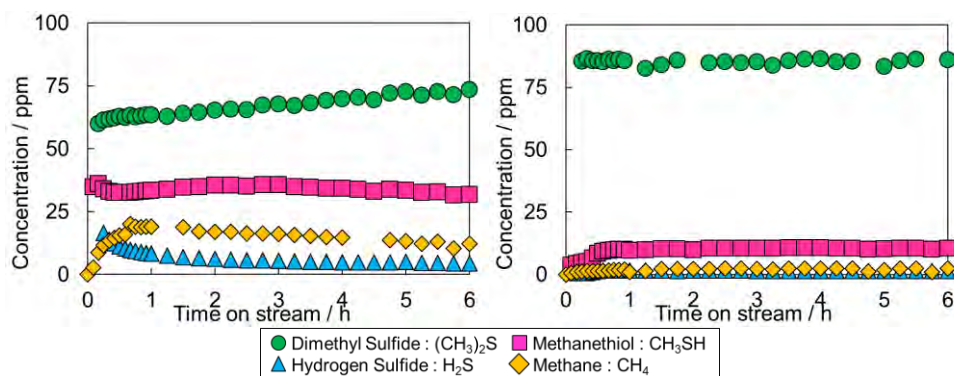 100
75
50
25
0
Concentration / ppm
0 1 2 3 4 5 6
Time on stream / h
100
75
50
25
0
Concentration / ppm
0 1 2 3 4 5 6
Time on stream / h
Dimethyl Sulfide : (CH₃)₂S Methanethiol : CH₃SH
Hydrogen Sulfide : H₂S Methane : CH₄